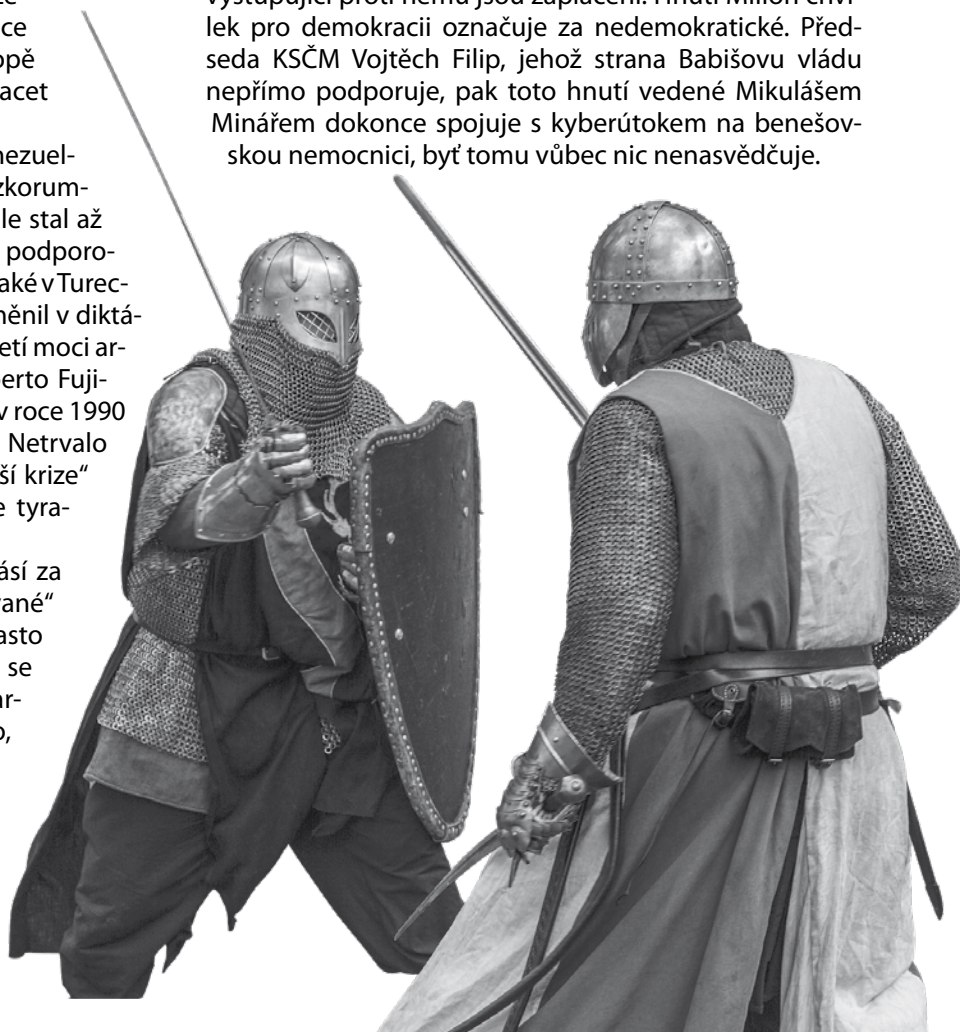 ce
opě
acet
nezuel-
zkorum-
le stal až
podporo-
aké v Turec-
měnil v diktá-
etí moci ar-
erto Fuji-
v roce 1990
Netrvalo
ší krize“
e tyra-
ásí za
ané“
asto
se
ar-
o,
vystupující proti němu jsou zaplacení. Hnutí Milion chvi-
lek pro demokracii označuje za nedemokratické. Před-
seda KSČM Vojtěch Filip, jehož strana Babišovu vládu
nepřímo podporuje, pak toto hnutí vedené Mikulášem
Minářem dokonce spojuje s kyberútokem na benešov-
skou nemocnici, byť tomu vůbec nic nenasvědčuje.